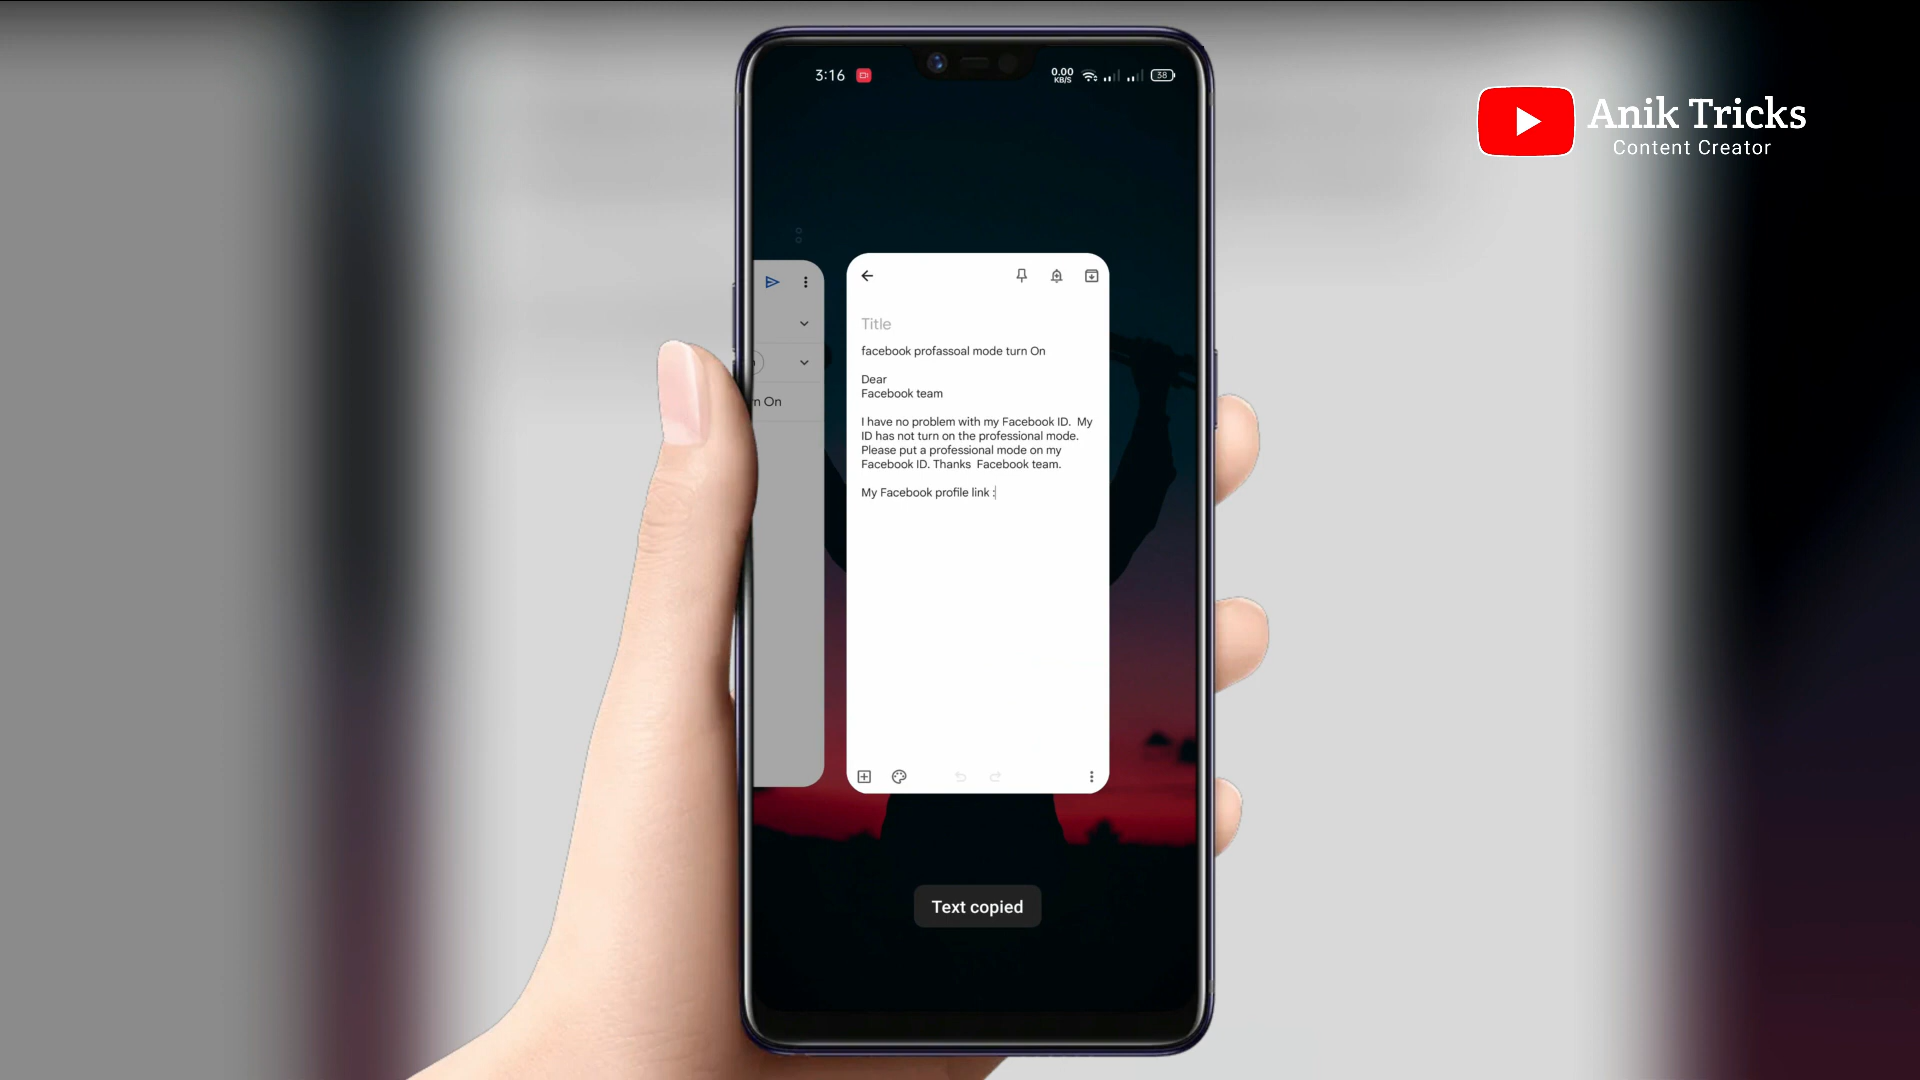 3:16
0.00
KB/S
38
Anik Tricks
Content Creator
Title
facebook profassoal mode turn On
Dear
Facebook team
n On
I have no problem with my Facebook ID.  My
ID has not turn on the professional mode.
Please put a professional mode on my
Facebook ID. Thanks  Facebook team.
My Facebook profile link :
Text copied